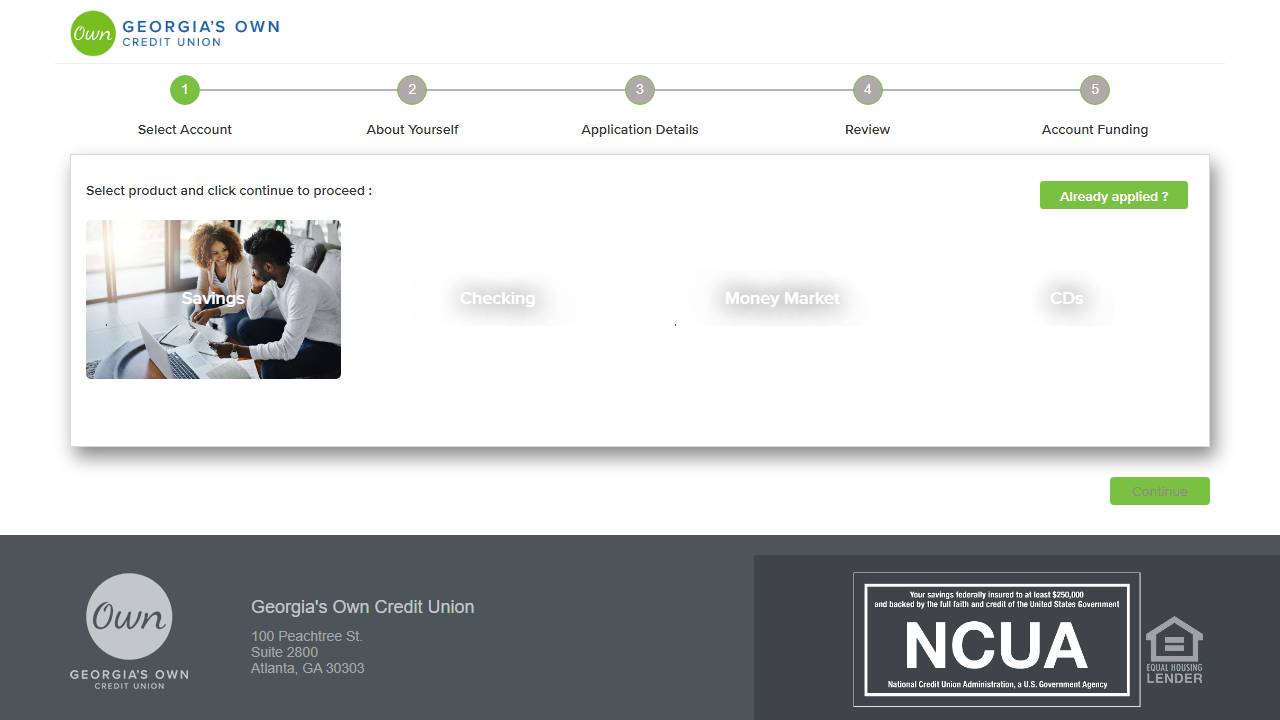 Own
GEORGIA'S OWN
CREDIT UNION
1
2
3
4
5
Select Account
About Yourself
Application Details
Review
Account Funding
Select product and click continue to proceed :
Already applied ?
Savings
Checking
Money Market
CDs
Continue
Own
GEORGIA'S OWN
CREDIT UNION
Georgia's Own Credit Union
100 Peachtree St.
Suite 2800
Atlanta, GA 30303
Your savings federally insured to at least $250,000
and backed by the full faith and credit of the United States Government
NCUA
National Credit Union Administration, a U.S. Government Agency
EQUAL HOUSING
LENDER